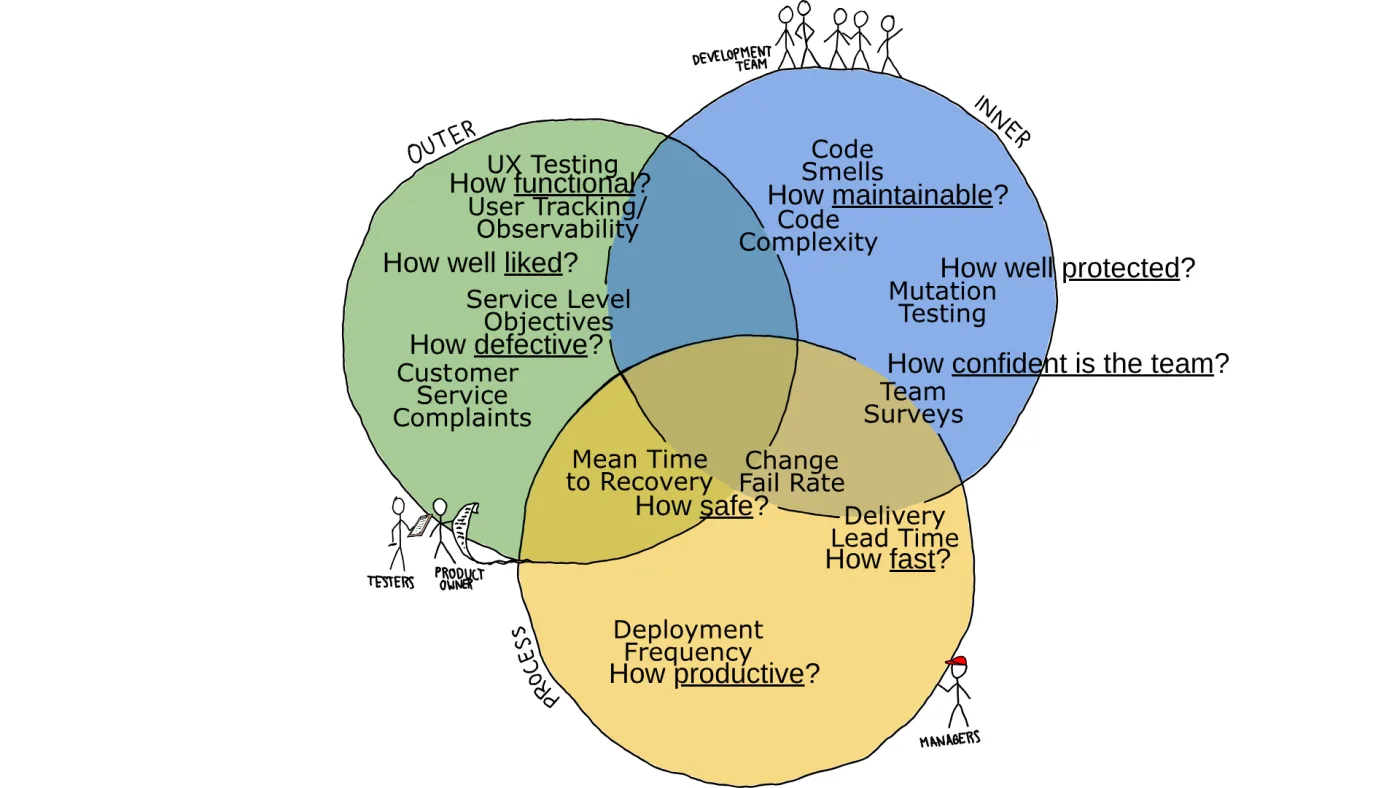 DEVELOPMENT
TEAM
INNER
OUTER
UX Testing
How functional?
User Tracking/
Observability
How well liked?
Service Level
Objectives
How defective?
Customer
Service
Complaints
Code
Smells
How maintainable?
Code
Complexity
How well protected?
Mutation
Testing
How confident is the team?
Team
Surveys
Mean Time
to Recovery
Change
Fail Rate
How safe?
Delivery
Lead Time
How fast?
TESTERS
PRODUCT
OWNER
PROCESS
Deployment
Frequency
How productive?
MANAGERS